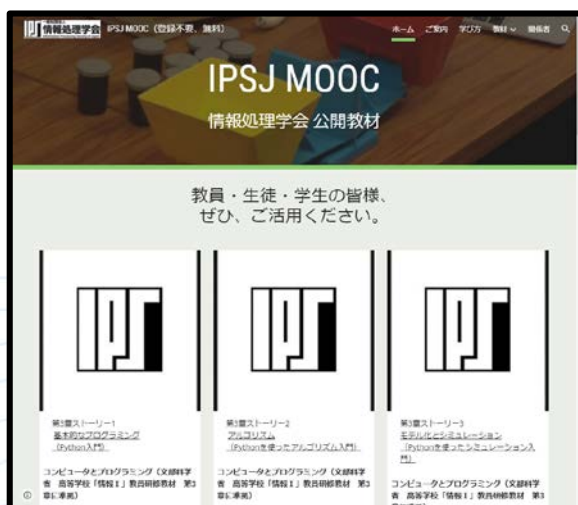 情報処理学会 IPSJ MOOC（登録不要，無料）
ホーム ご案内 学び方 教材 関係者
IPSJ MOOC
情報処理学会 公開教材
教員・生徒・学生の皆様、
ぜひ、ご活用ください。
IPSJ IPSJ IPSJ
第3章ストーリー1
基本的なプログラミング
（Python入門）
コンピュータとプログラミング（文部科学
省 高等学校「情報Ⅰ」教員研修教材 第3
章に準拠）
第3章ストーリー2
アルゴリズム
（Pythonを使ったアルゴリズム入門）
コンピュータとプログラミング（文部科学
省 高等学校「情報Ⅰ」教員研修教材 第3
章に準拠）
第3章ストーリー3
モデル化とシミュレーション
（Pythonを使ったシミュレーション入
門）
コンピュータとプログラミング（文部科学
省 高等学校「情報Ⅰ」教員研修教材 第3